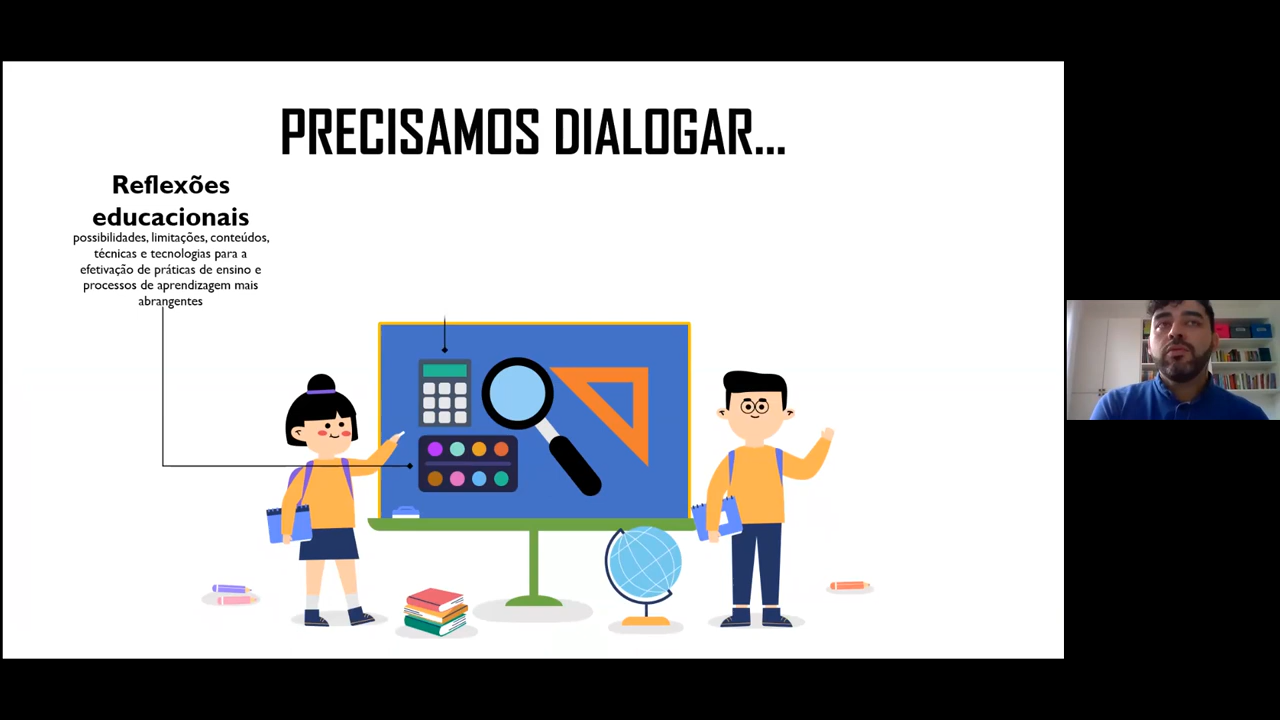 PRECISAMOS DIALOGAR...
Reflexões
educacionais
possibilidades, limitações, conteúdos,
técnicas e tecnologias para a
efetivação de práticas de ensino e
processos de aprendizagem mais
abrangentes